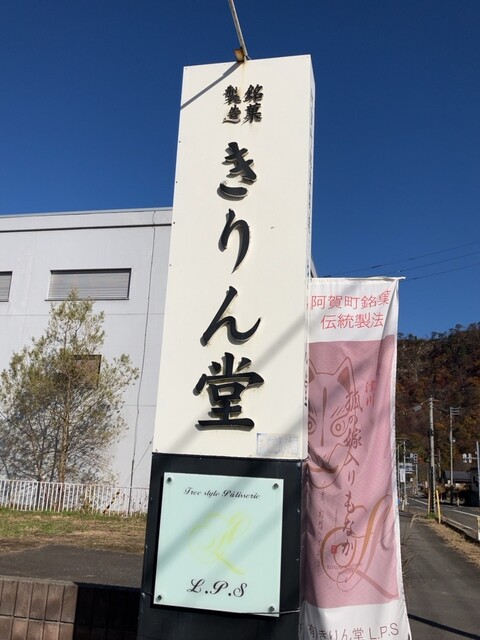 銘菓
製造
きりん堂
Free style Pâtisserie
L.P.S
阿賀町銘菓
伝統製法
狐の嫁入りもなか
きりん堂 L.P.S